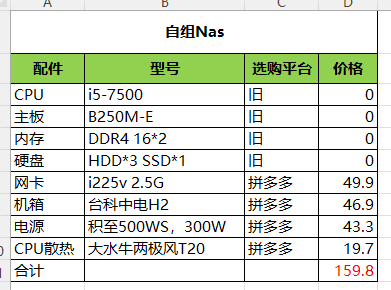 A B C D
自组Nas
配件 型号 选购平台 价格
CPU i5-7500 旧 0
主板 B250M-E 旧 0
内存 DDR4 16*2 旧 0
硬盘 HDD*3 SSD*1 旧 0
网卡 i225v 2.5G 拼多多 49.9
机箱 台科中电H2 拼多多 46.9
电源 积至500WS，300W 拼多多 43.3
CPU散热 大水牛两极风T20 拼多多 19.7
合计 159.8